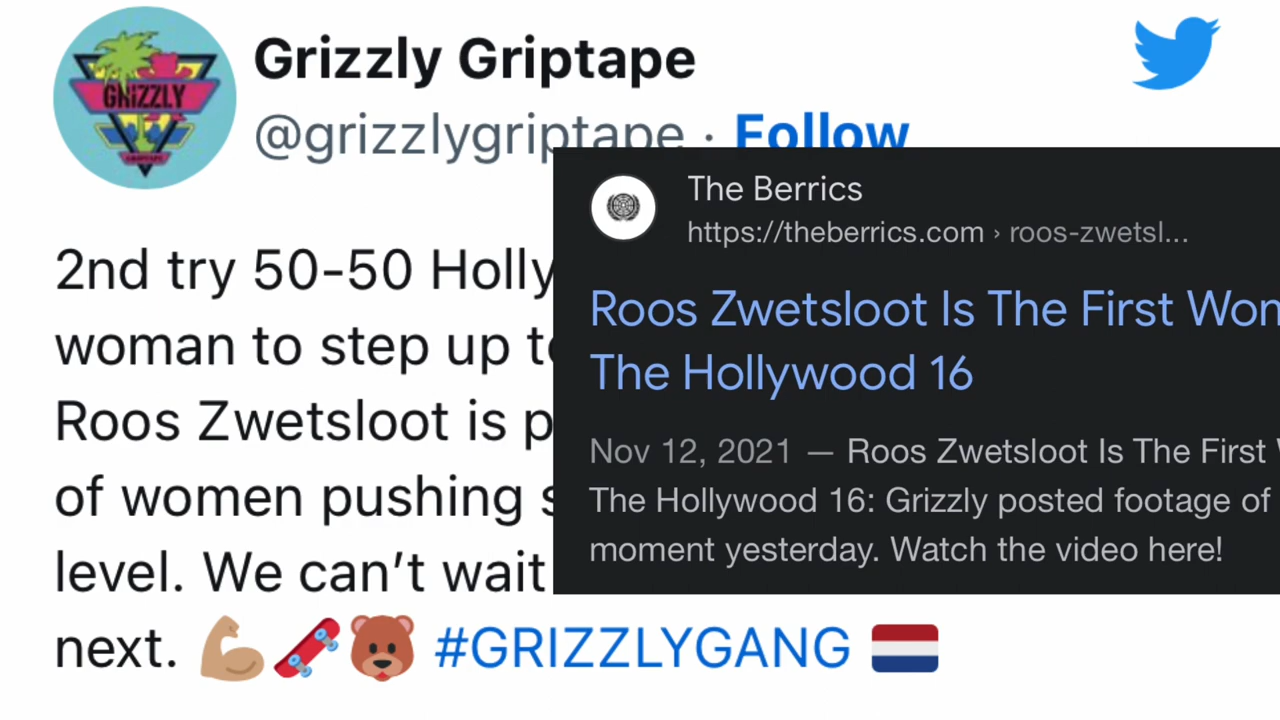 Grizzly Griptape
@grizzlygriptape · Follow
GRIZZLY
GRIPTAPE
2nd try 50-50 Holly
woman to step up to
Roos Zwetsloot is p
of women pushing s
level. We can't wait
next. 💪🏽🛹🐻 #GRIZZLYGANG 🇳🇱
The Berrics
https://theberrics.com › roos-zwetsl...
Roos Zwetsloot Is The First Wom
The Hollywood 16
Nov 12, 2021 — Roos Zwetsloot Is The First
The Hollywood 16: Grizzly posted footage of
moment yesterday. Watch the video here!